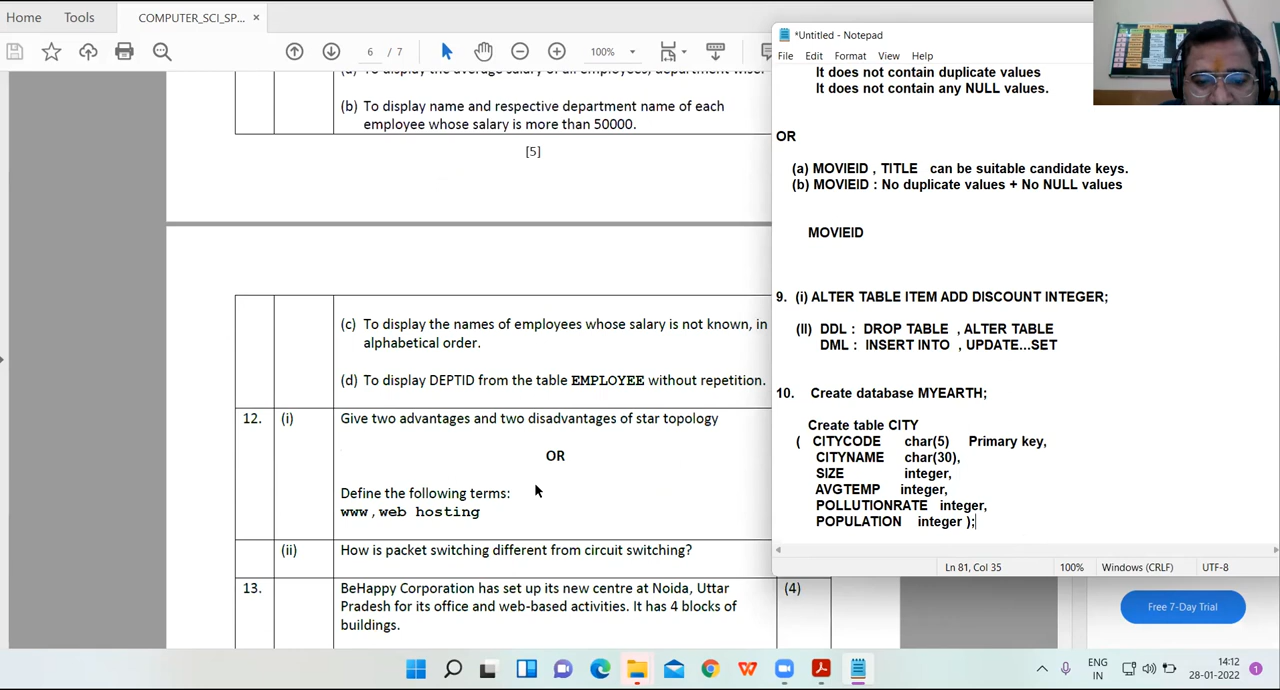 Home
Tools
COMPUTER_SCI_SP... ×
6 / 7
100%
(b) To display name and respective department name of each
employee whose salary is more than 50000.
[5]
(c) To display the names of employees whose salary is not known, in
alphabetical order.
(d) To display DEPTID from the table EMPLOYEE without repetition.
12. (i) Give two advantages and two disadvantages of star topology
OR
Define the following terms:
www , web hosting
(ii) How is packet switching different from circuit switching?
13. BeHappy Corporation has set up its new centre at Noida, Uttar (4)
Pradesh for its office and web-based activities. It has 4 blocks of
buildings.
*Untitled - Notepad
File Edit Format View Help
It does not contain duplicate values
It does not contain any NULL values.
OR
(a) MOVIEID , TITLE can be suitable candidate keys.
(b) MOVIEID : No duplicate values + No NULL values
MOVIEID
9. (i) ALTER TABLE ITEM ADD DISCOUNT INTEGER;
(II) DDL : DROP TABLE , ALTER TABLE
DML : INSERT INTO , UPDATE...SET
10. Create database MYEARTH;
Create table CITY
( CITYCODE char(5) Primary key,
CITYNAME char(30),
SIZE integer,
AVGTEMP integer,
POLLUTIONRATE integer,
POPULATION integer );
Ln 81, Col 35 100% Windows (CRLF) UTF-8
Free 7-Day Trial
ENG
IN
14:12
28-01-2022
1